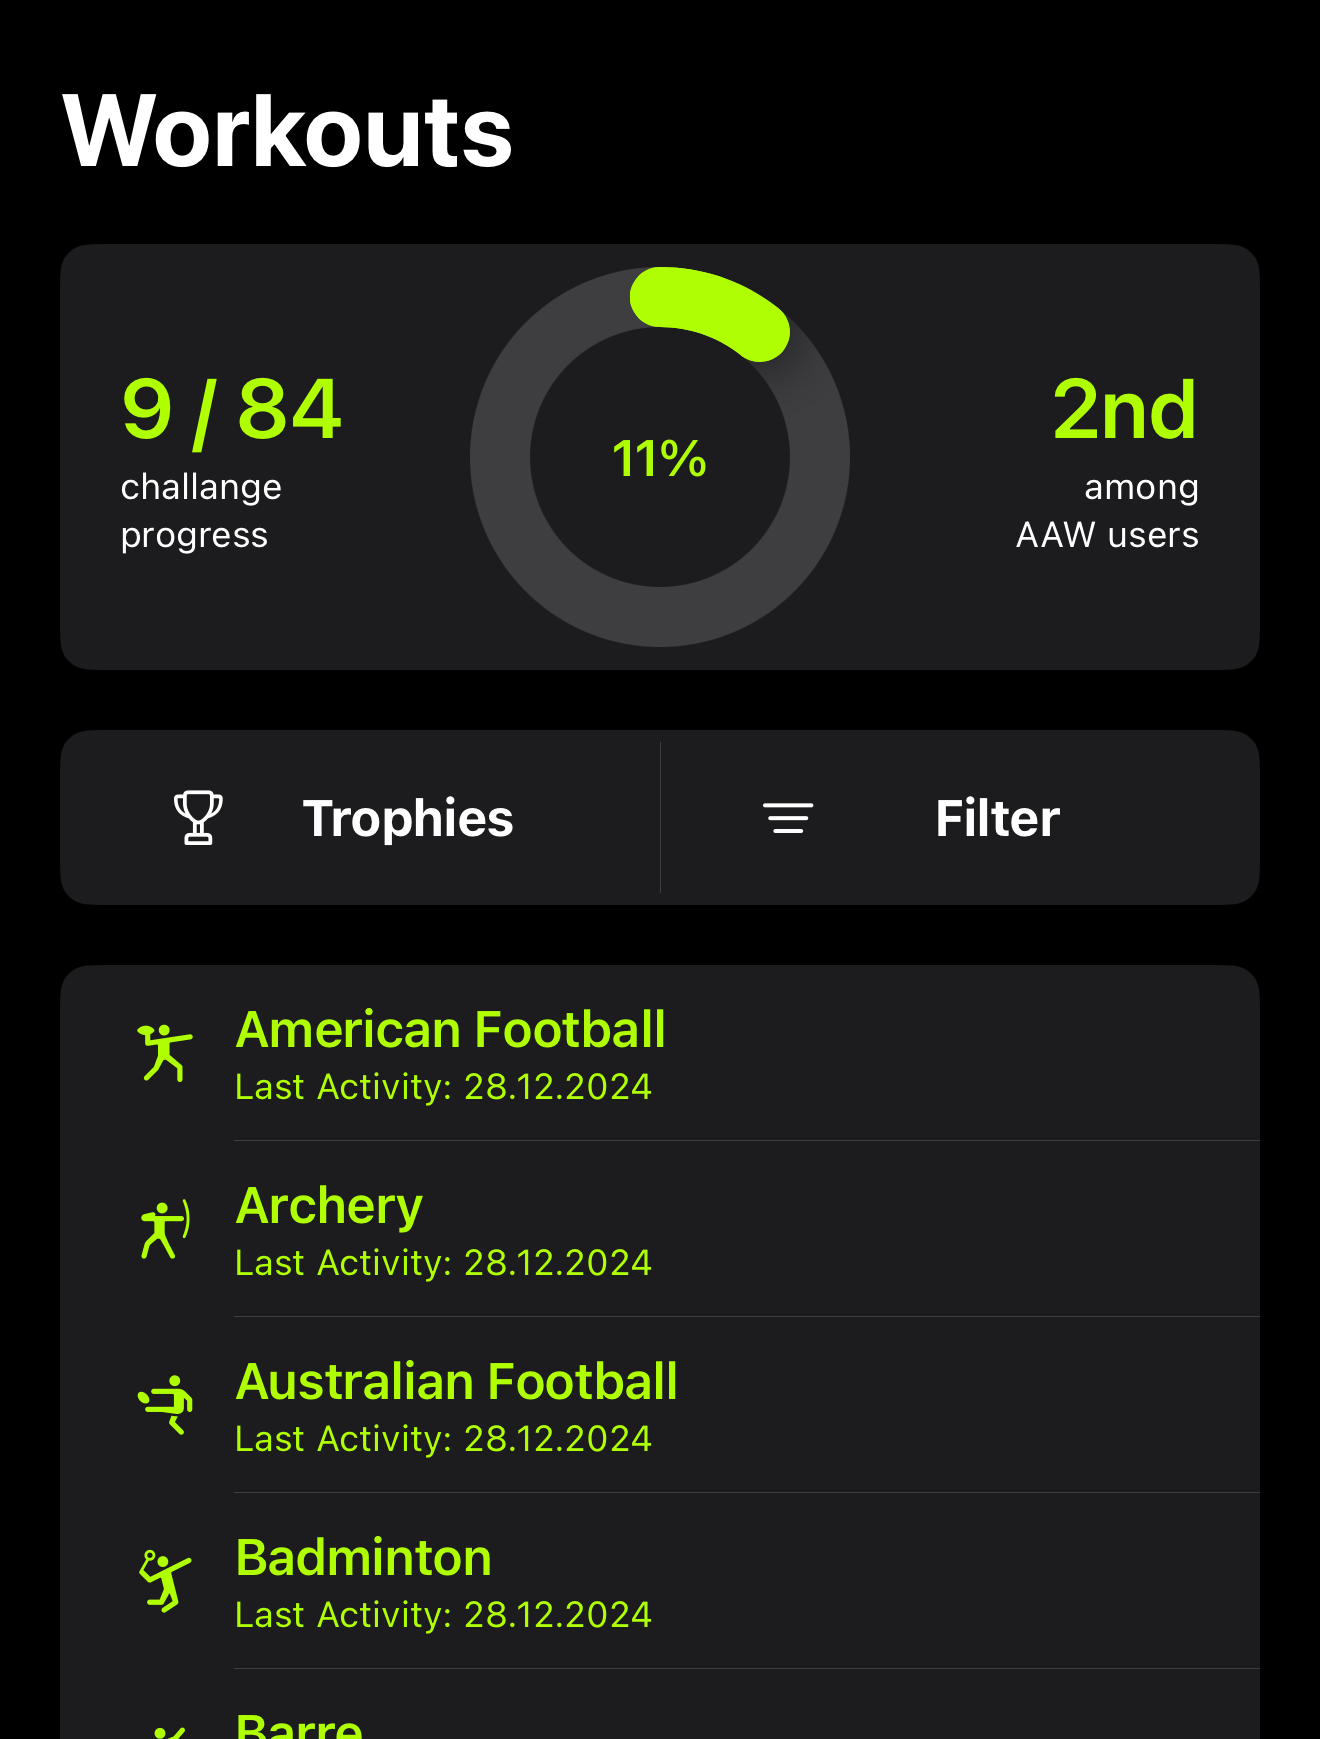 Workouts
9 / 84
challange
progress
11%
2nd
among
AAW users
Trophies
Filter
American Football
Last Activity: 28.12.2024
Archery
Last Activity: 28.12.2024
Australian Football
Last Activity: 28.12.2024
Badminton
Last Activity: 28.12.2024
Barre